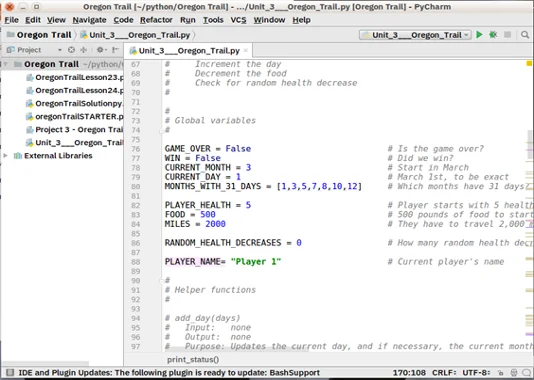 Oregon Trail [~/python/Oregon Trail] - .../Unit_3___Oregon_Trail.py [Oregon Trail] - PyCharm
File Edit View Navigate Code Refactor Run Tools VCS Window Help
Oregon Trail Unit_3___Oregon_Trail.py Unit_3___Oregon_Trail
Project Unit_3___Oregon_Trail.py
Oregon Trail ~/python/
OregonTrailLesson23.p
OregonTrailLesson24.p
OregonTrailSolutionpy.
oregonTrailSTARTER.p
Project 3 - Oregon Trai
Unit_3___Oregon_Trail
External Libraries
67 # Increment the day
68 # Decrement the food
69 # Check for random health decrease
70 #
71
72 #
73 # Global variables
74 #
75
76 GAME_OVER = False # Is the game over?
77 WIN = False # Did we win?
78 CURRENT_MONTH = 3 # Start in March
79 CURRENT_DAY = 1 # March 1st, to be exact
80 MONTHS_WITH_31_DAYS = [1,3,5,7,8,10,12] # Which months have 31 days?
81
82 PLAYER_HEALTH = 5 # Player starts with 5 health
83 FOOD = 500 # 500 pounds of food to start
84 MILES = 2000 # They have to travel 2,000
85
86 RANDOM_HEALTH_DECREASES = 0 # How many random health
87
88 PLAYER_NAME= "Player 1" # Current player's name
89
90 #
91 # Helper functions
92 #
93
94 # add_day(days)
95 # Input: none
96 # Output: none
97 # Purpose: Updates the current day, and if necessary, the current month
print_status()
IDE and Plugin Updates: The following plugin is ready to update: BashSupport 170:108 CRLF: UTF-8: